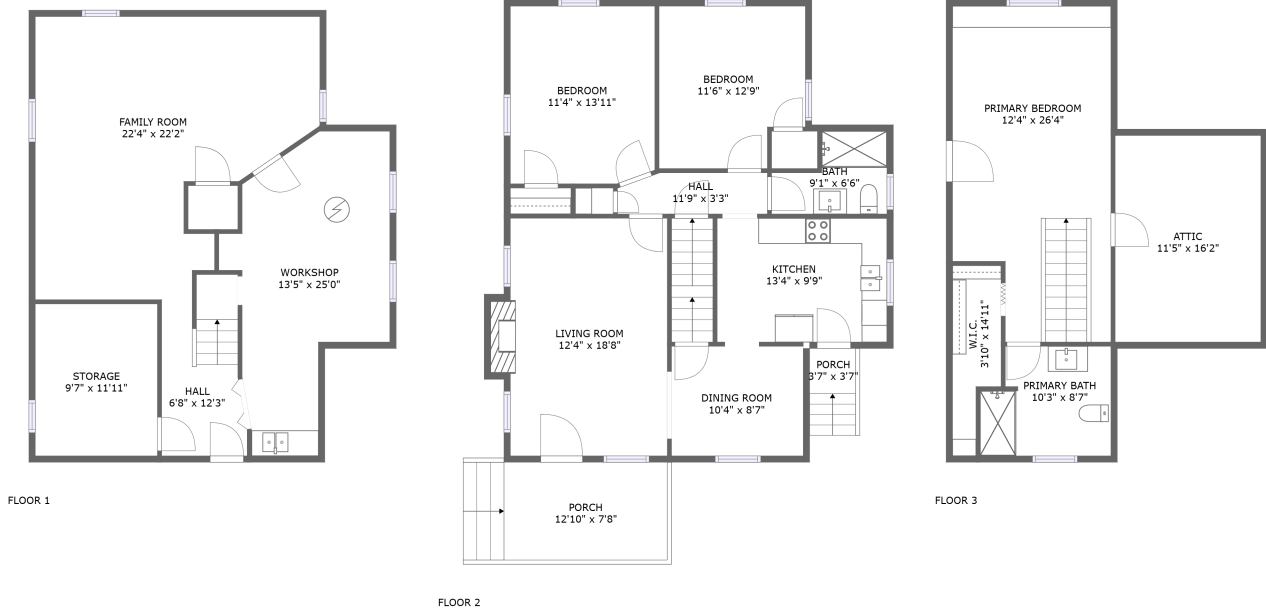 FAMILY ROOM
22'4" x 22'2"
WORKSHOP
13'5" x 25'0"
STORAGE
9'7" x 11'11"
HALL
6'8" x 12'3"
FLOOR 1
BEDROOM
11'4" x 13'11"
BEDROOM
11'6" x 12'9"
BATH
9'1" x 6'6"
HALL
11'9" x 3'3"
KITCHEN
13'4" x 9'9"
LIVING ROOM
12'4" x 18'8"
PORCH
3'7" x 3'7"
DINING ROOM
10'4" x 8'7"
PORCH
12'10" x 7'8"
FLOOR 2
PRIMARY BEDROOM
12'4" x 26'4"
ATTIC
11'5" x 16'2"
W.I.C.
3'10" x 14'11"
PRIMARY BATH
10'3" x 8'7"
FLOOR 3